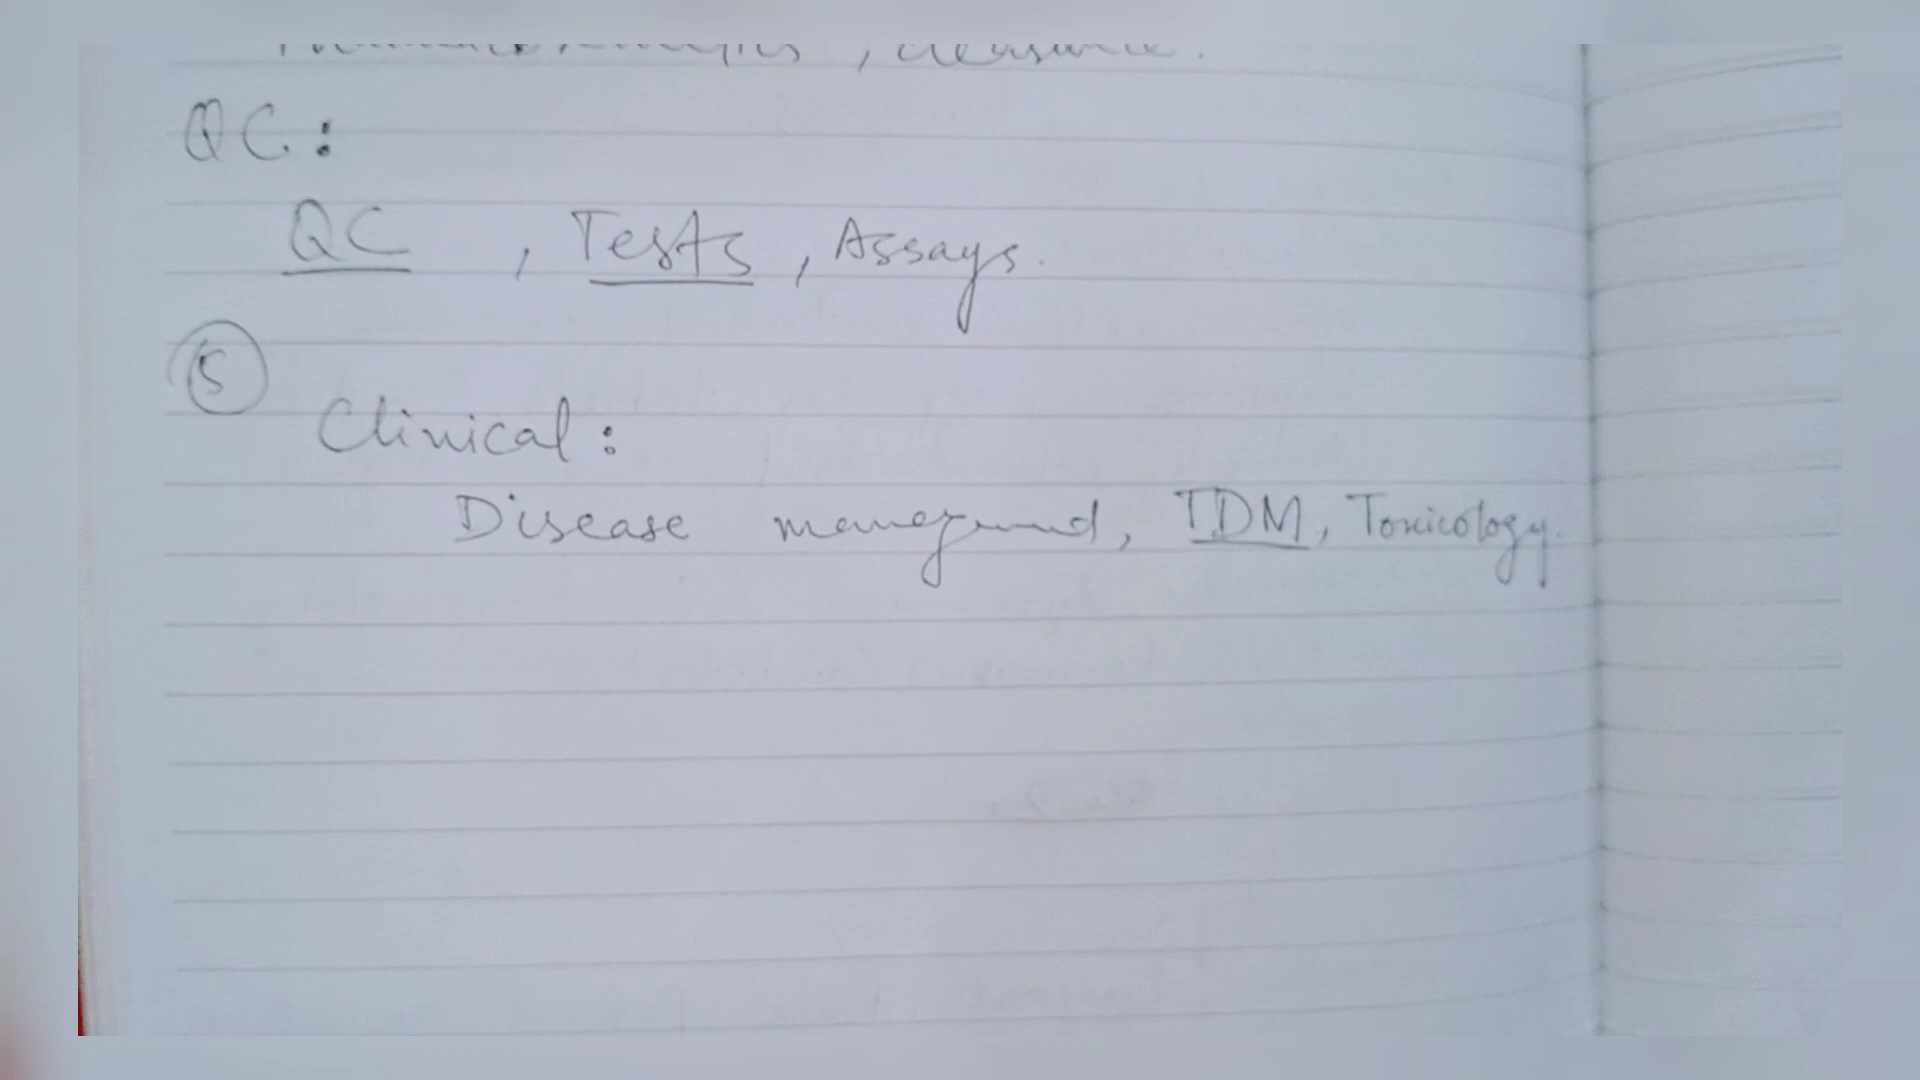 QC:
QC, Tests, Assays.
5
Clinical:
Disease management, TDM, Toxicology.